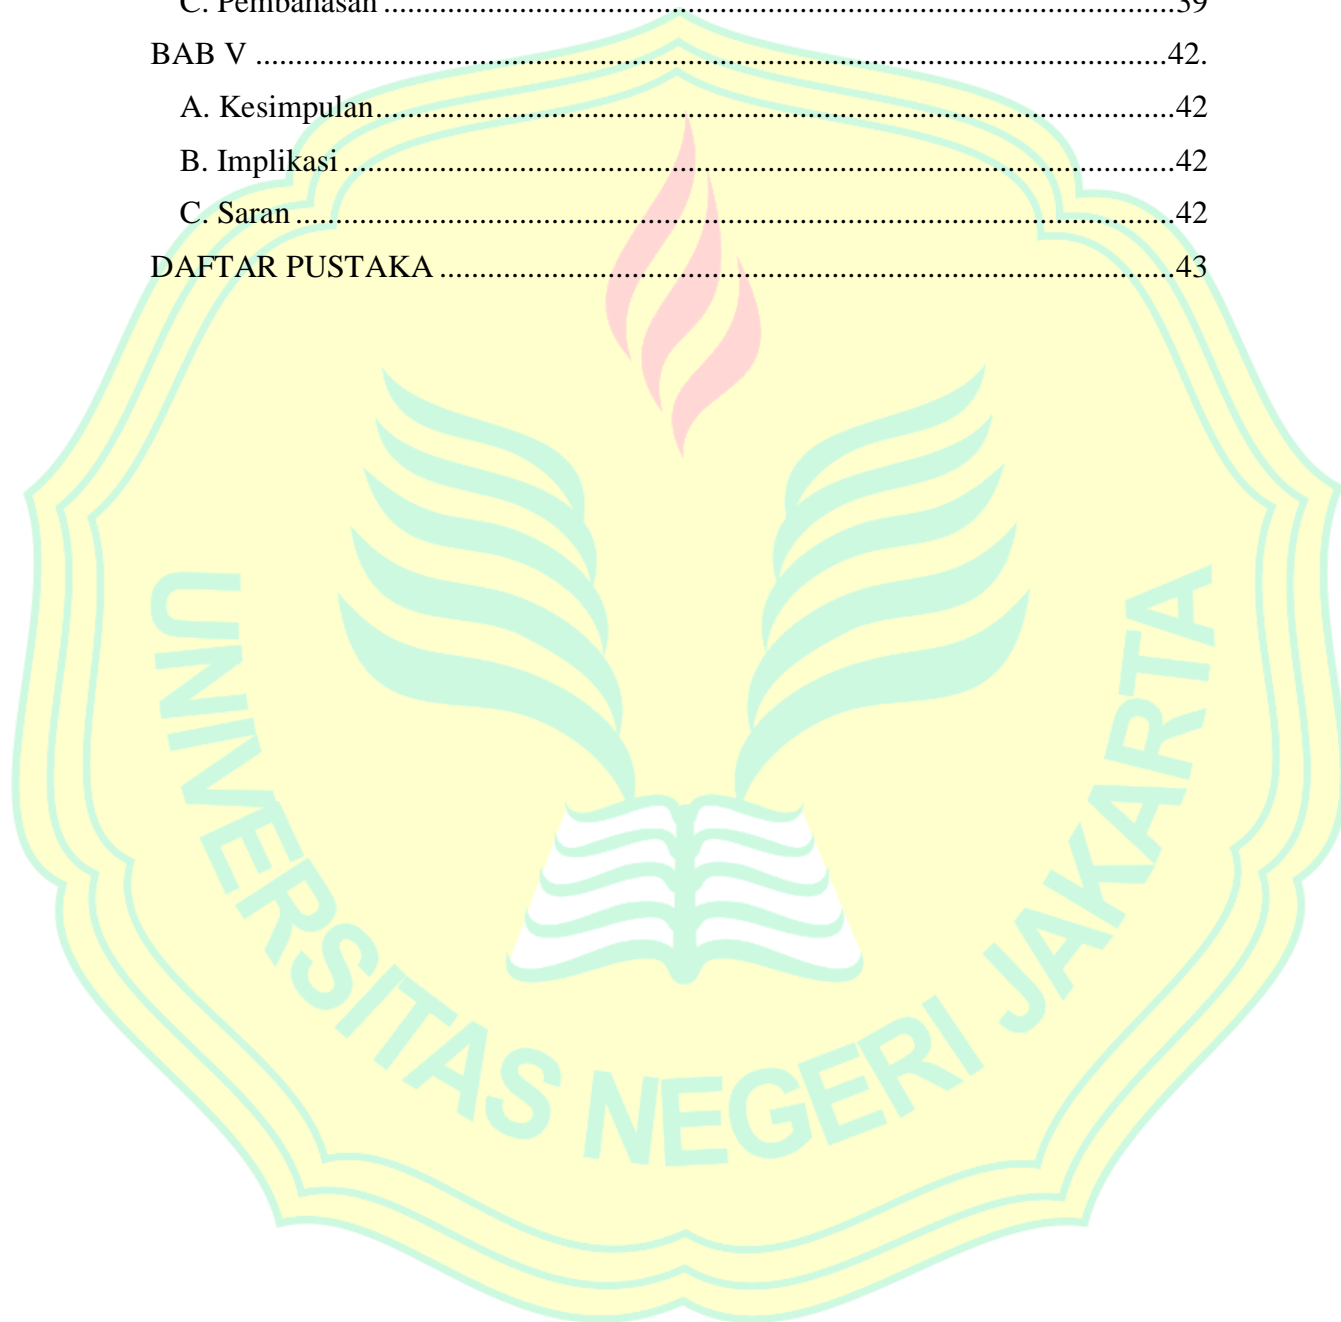 C. Pembahasan ........................................................................................................39
BAB V ....................................................................................................................42.
A. Kesimpulan......................................................................................................42
B. Implikasi ..........................................................................................................42
C. Saran ................................................................................................................42
DAFTAR PUSTAKA .............................................................................................43
UNIVERSITAS NEGERI JAKARTA